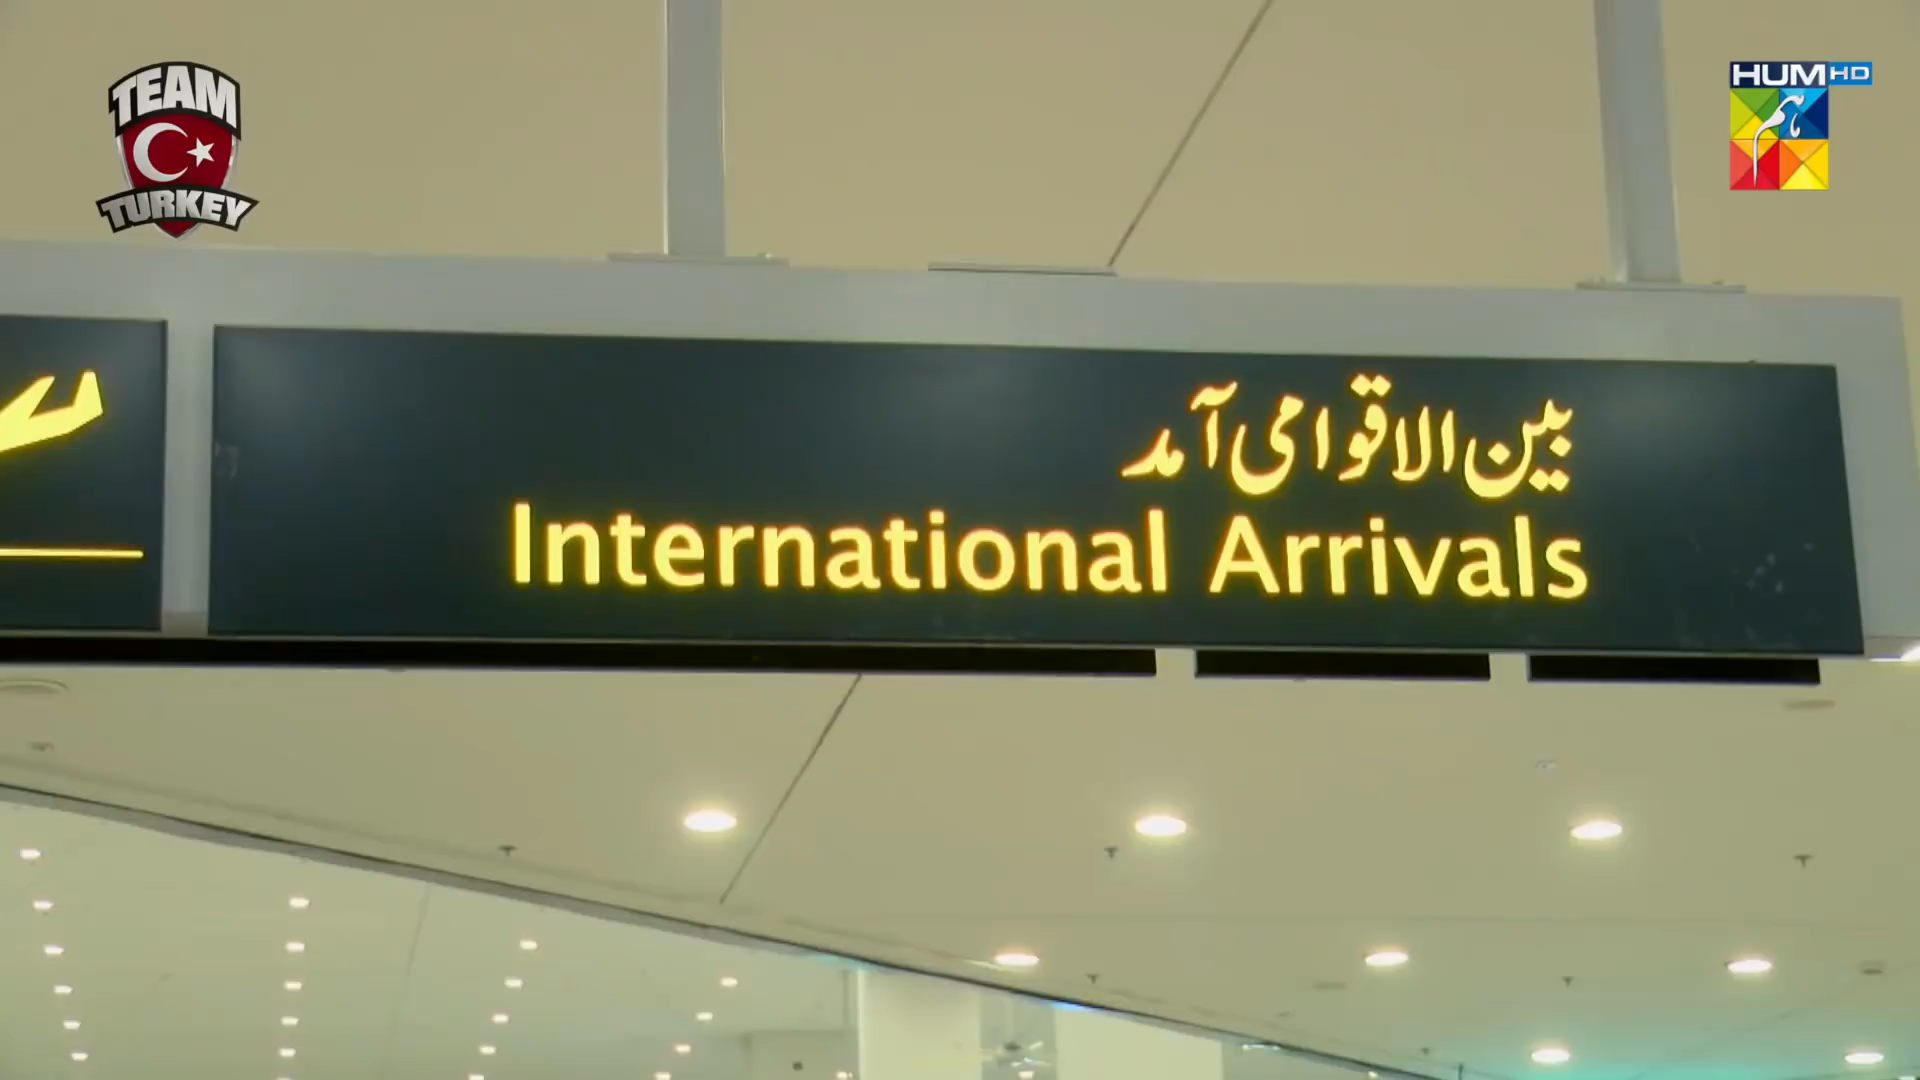 TEAM
TURKEY
HUM HD
ہم
بین الاقوامی آمد
International Arrivals